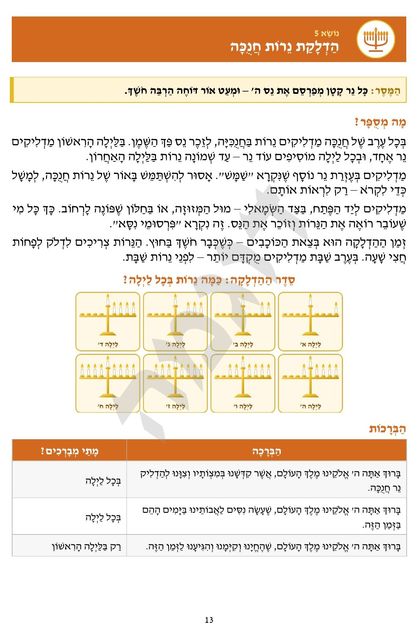 נושא 5
הַדְלָקַת נֵרוֹת חֲנֻכָּה
הַמֶּסֶר: כָּל נֵר קָטָן מְפַרְסֵם אֶת נֵס ה' – וּמְעַט אוֹר דּוֹחֶה הַרְבֵּה חֹשֶׁךְ.
מָה מְסֻפָּר?
בְּכָל עֶרֶב שֶׁל חֲנֻכָּה מַדְלִיקִים נֵרוֹת בַּחֲנֻכִּיָּה, לְזֵכֶר נֵס פַּךְ הַשֶּׁמֶן. בַּלַּיְלָה הָרִאשׁוֹן מַדְלִיקִים
נֵר אֶחָד, וּבְכָל לַיְלָה מוֹסִיפִים עוֹד נֵר – עַד שְׁמוֹנָה נֵרוֹת בַּלַּיְלָה הָאַחֲרוֹן.
מַדְלִיקִים בְּעֶזְרַת נֵר נוֹסָף שֶׁנִּקְרָא "שַׁמָּשׁ". אָסוּר לְהִשְׁתַּמֵּשׁ בָּאוֹר שֶׁל נֵרוֹת חֲנֻכָּה, לְמָשָׁל
כְּדֵי לִקְרֹא – רַק לִרְאוֹת אוֹתָם.
מַדְלִיקִים לְיַד הַפֶּתַח, בַּצַּד הַשְּׂמָאלִי – מוּל הַמְּזוּזָה, אוֹ בַּחַלּוֹן שֶׁפּוֹנֶה לָרְחוֹב. כָּךְ כָּל מִי
שֶׁעוֹבֵר רוֹאֶה אֶת הַנֵּרוֹת וְזוֹכֵר אֶת הַנֵּס. זֶה נִקְרָא "פִּרְסוּמֵי נִסָּא".
זְמַן הַהַדְלָקָה הוּא בְּצֵאת הַכּוֹכָבִים – כְּשֶׁכְּבָר חֹשֶׁךְ בַּחוּץ. הַנֵּרוֹת צְרִיכִים לִדְלֹק לְפָחוֹת
חֲצִי שָׁעָה. בְּעֶרֶב שַׁבָּת מַדְלִיקִים מֻקְדָּם יוֹתֵר – לִפְנֵי נֵרוֹת שַׁבָּת.
סֵדֶר הַהַדְלָקָה: כַּמָּה נֵרוֹת בְּכָל לַיְלָה?
לַיְלָה א'
לַיְלָה ב'
לַיְלָה ג'
לַיְלָה ד'
לַיְלָה ה'
לַיְלָה ו'
לַיְלָה ז'
לַיְלָה ח'
הַבְּרָכוֹת
הַבְּרָכָה
מָתַי מְבָרְכִים?
בָּרוּךְ אַתָּה ה' אֱלֹקֵינוּ מֶלֶךְ הָעוֹלָם, אֲשֶׁר קִדְּשָׁנוּ בְּמִצְוֹתָיו וְצִוָּנוּ לְהַדְלִיק
נֵר חֲנֻכָּה.
בְּכָל לַיְלָה
בָּרוּךְ אַתָּה ה' אֱלֹקֵינוּ מֶלֶךְ הָעוֹלָם, שֶׁעָשָׂה נִסִּים לַאֲבוֹתֵינוּ בַּיָּמִים הָהֵם
בַּזְּמַן הַזֶּה.
בְּכָל לַיְלָה
בָּרוּךְ אַתָּה ה' אֱלֹקֵינוּ מֶלֶךְ הָעוֹלָם, שֶׁהֶחֱיָנוּ וְקִיְּמָנוּ וְהִגִּיעָנוּ לַזְּמַן הַזֶּה.
רַק בַּלַּיְלָה הָרִאשׁוֹן
13